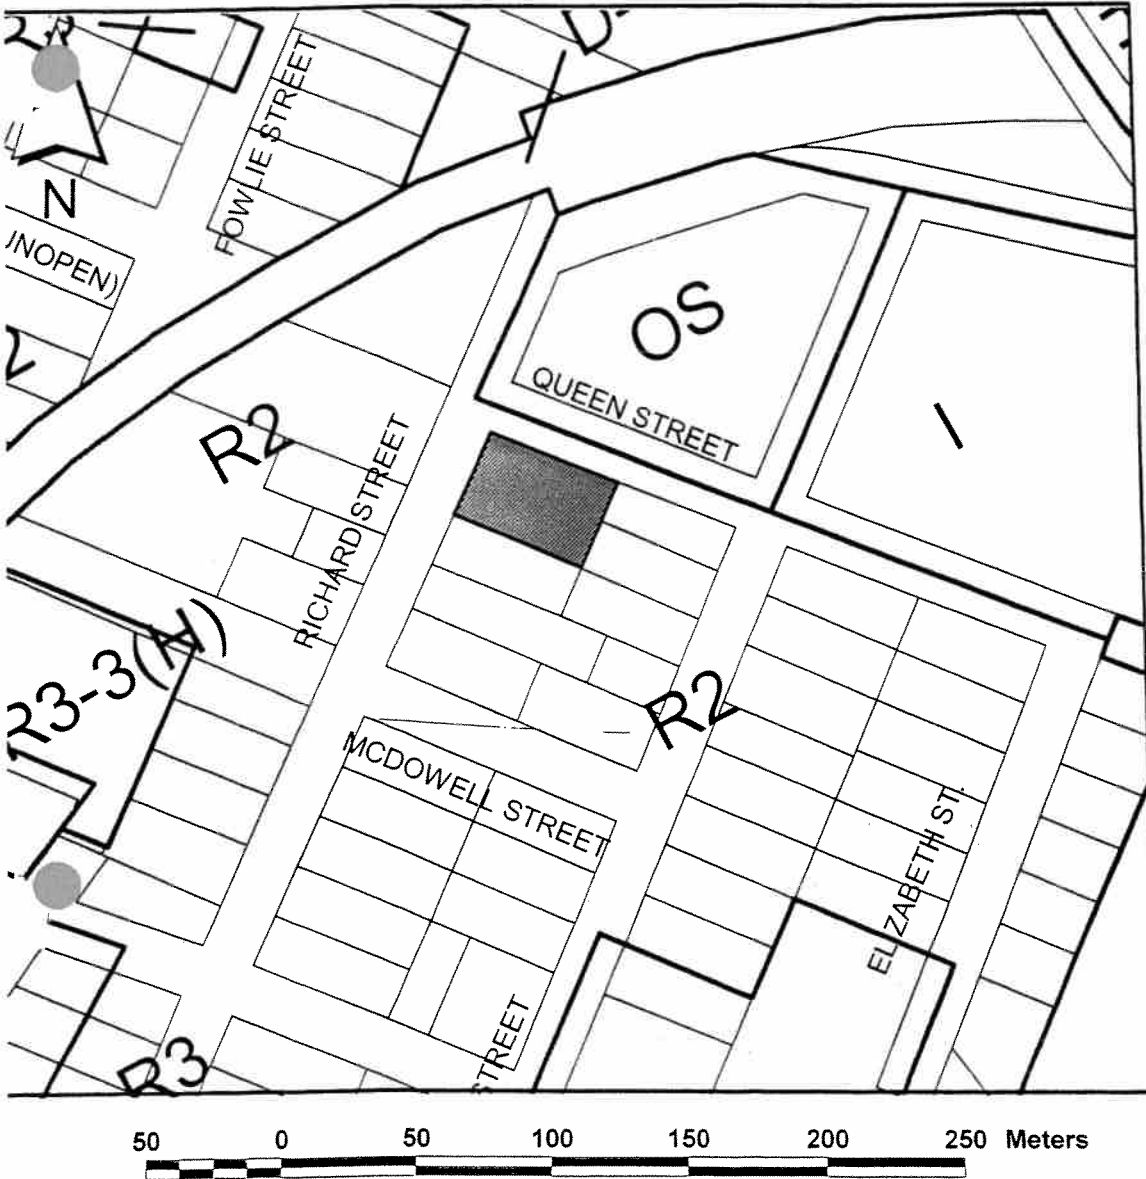 N
FOWLIE STREET
UNOPEN)
OS
QUEEN STREET
I
R2
RICHARD STREET
R3-3(H)
R2
MCDOWELL STREET
ELIZABETH ST.
STREET
R3
50 0 50 100 150 200 250 Meters